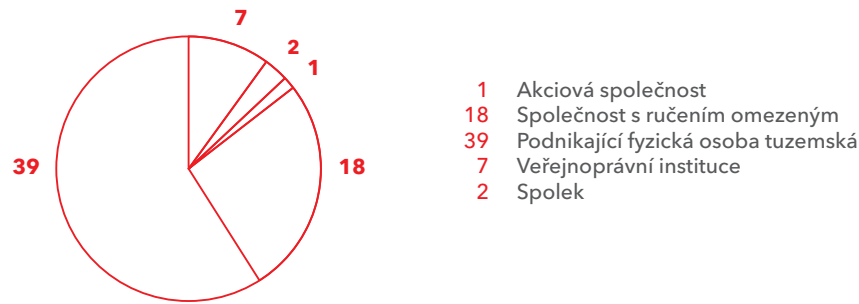 7
2
1
39
18
1 Akciová společnost
18 Společnost s ručením omezeným
39 Podnikající fyzická osoba tuzemská
7 Veřejnoprávní instituce
2 Spolek